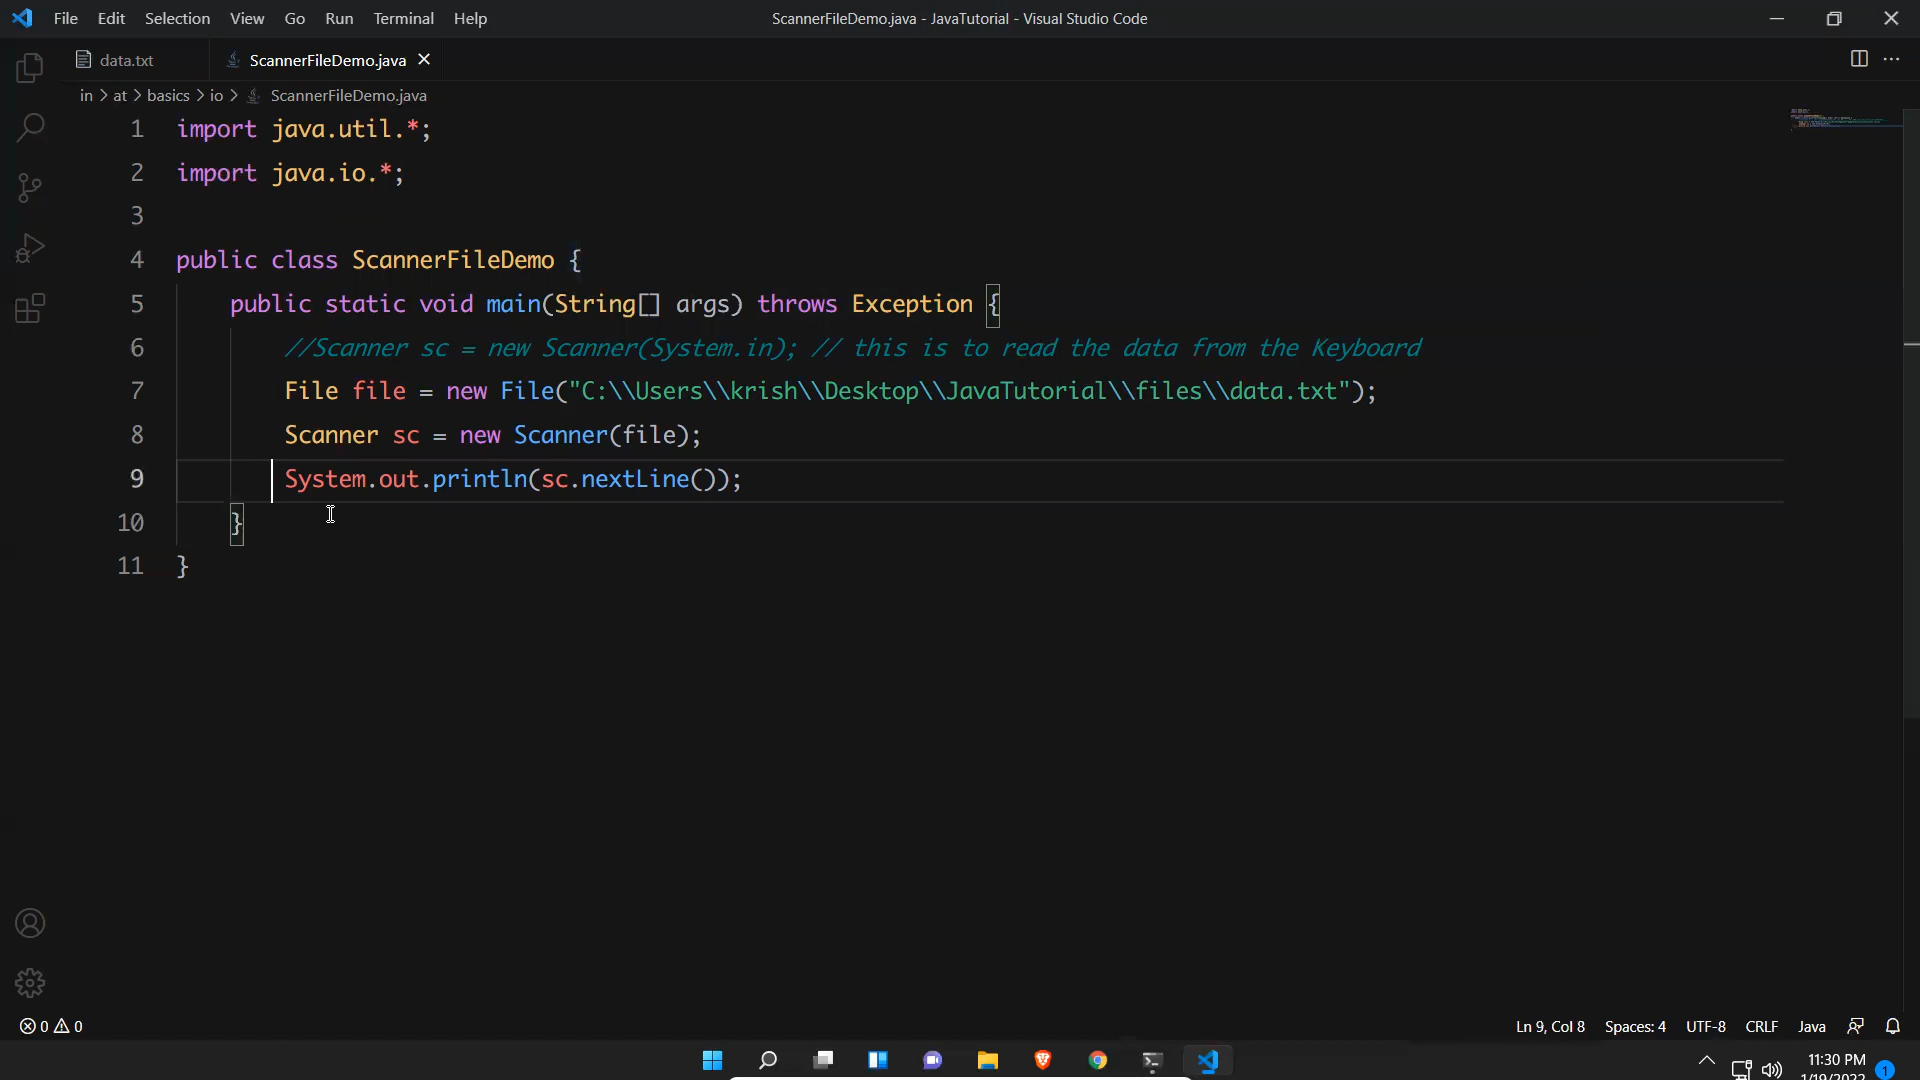 File Edit Selection View Go Run Terminal Help ScannerFileDemo.java - JavaTutorial - Visual Studio Code
data.txt ScannerFileDemo.java
in > at > basics > io > ScannerFileDemo.java
1 import java.util.*;
2 import java.io.*;
3
4 public class ScannerFileDemo {
5 public static void main(String[] args) throws Exception {
6 //Scanner sc = new Scanner(System.in); // this is to read the data from the Keyboard
7 File file = new File("C:\\Users\\krish\\Desktop\\JavaTutorial\\files\\data.txt");
8 Scanner sc = new Scanner(file);
9 System.out.println(sc.nextLine());
10 }
11 }
0 0 Ln 9, Col 8 Spaces: 4 UTF-8 CRLF Java
11:30 PM
1/19/2022 1